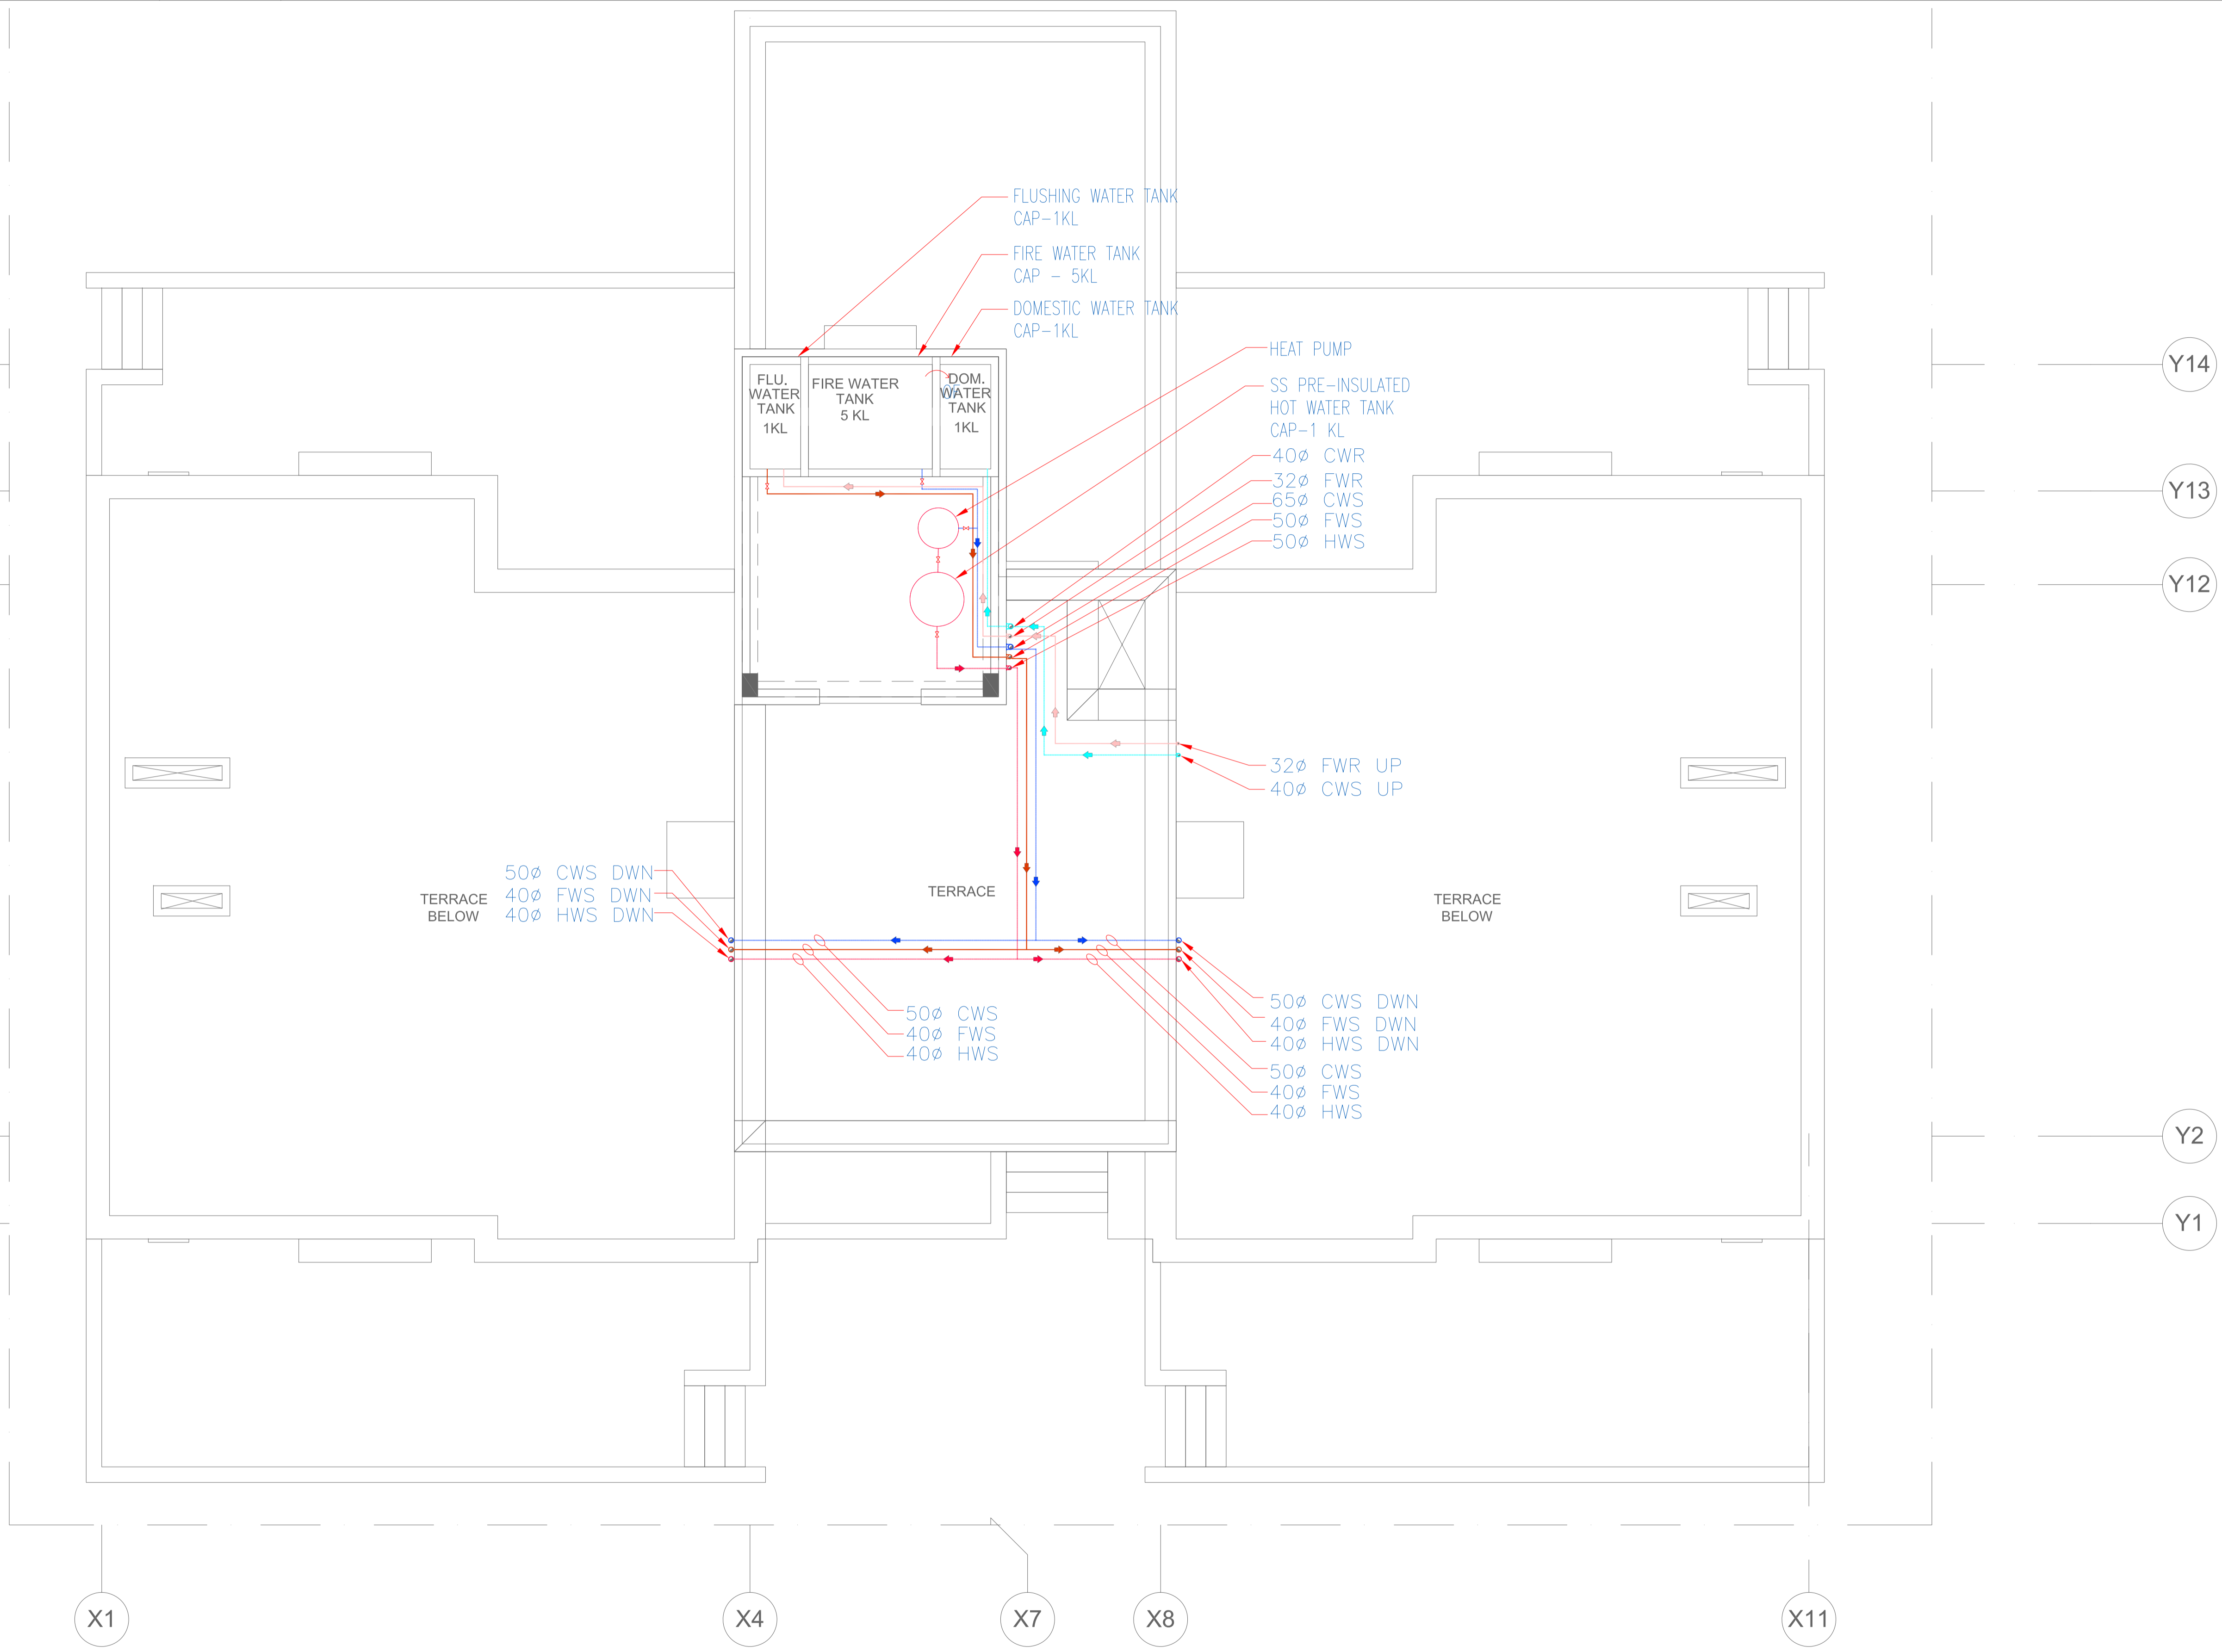 FLUSHING WATER TANK
CAP-1KL
FIRE WATER TANK
CAP - 5KL
DOMESTIC WATER TANK
CAP-1KL
HEAT PUMP
SS PRE-INSULATED
HOT WATER TANK
CAP-1 KL
40ø CWR
32ø FWR
65ø CWS
50ø FWS
50ø HWS
FLU.
WATER
TANK
1KL
FIRE WATER
TANK
5 KL
DOM.
WATER
TANK
1KL
32ø FWR UP
40ø CWS UP
50ø CWS DWN
40ø FWS DWN
40ø HWS DWN
TERRACE
BELOW
TERRACE
TERRACE
BELOW
50ø CWS
40ø FWS
40ø HWS
50ø CWS DWN
40ø FWS DWN
40ø HWS DWN
50ø CWS
40ø FWS
40ø HWS
Y14
Y13
Y12
Y2
Y1
X1
X4
X7
X8
X11